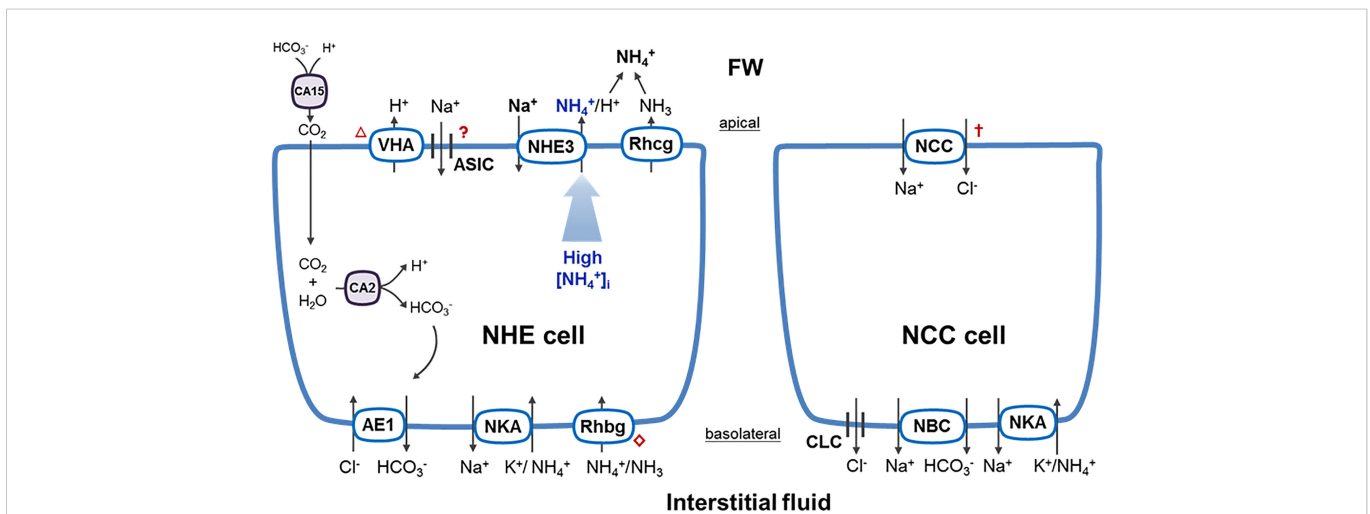 HCO₃⁻ H⁺
CA15
CO₂
NH₄⁺
FW
H⁺ Na⁺ Na⁺ NH₄⁺/H⁺ NH₃
△ VHA ? ASIC NHE3 Rhcg
apical
NCC †
Na⁺ Cl⁻
High
[NH₄⁺]ᵢ
CO₂
+
H₂O
CA2
H⁺
HCO₃⁻
NHE cell
NCC cell
AE1 NKA Rhbg ◇
basolateral
CLC NBC NKA
Cl⁻ HCO₃⁻ Na⁺ K⁺/ NH₄⁺ NH₄⁺/NH₃
Cl⁻ Na⁺ HCO₃⁻ Na⁺ K⁺/NH₄⁺
Interstitial fluid